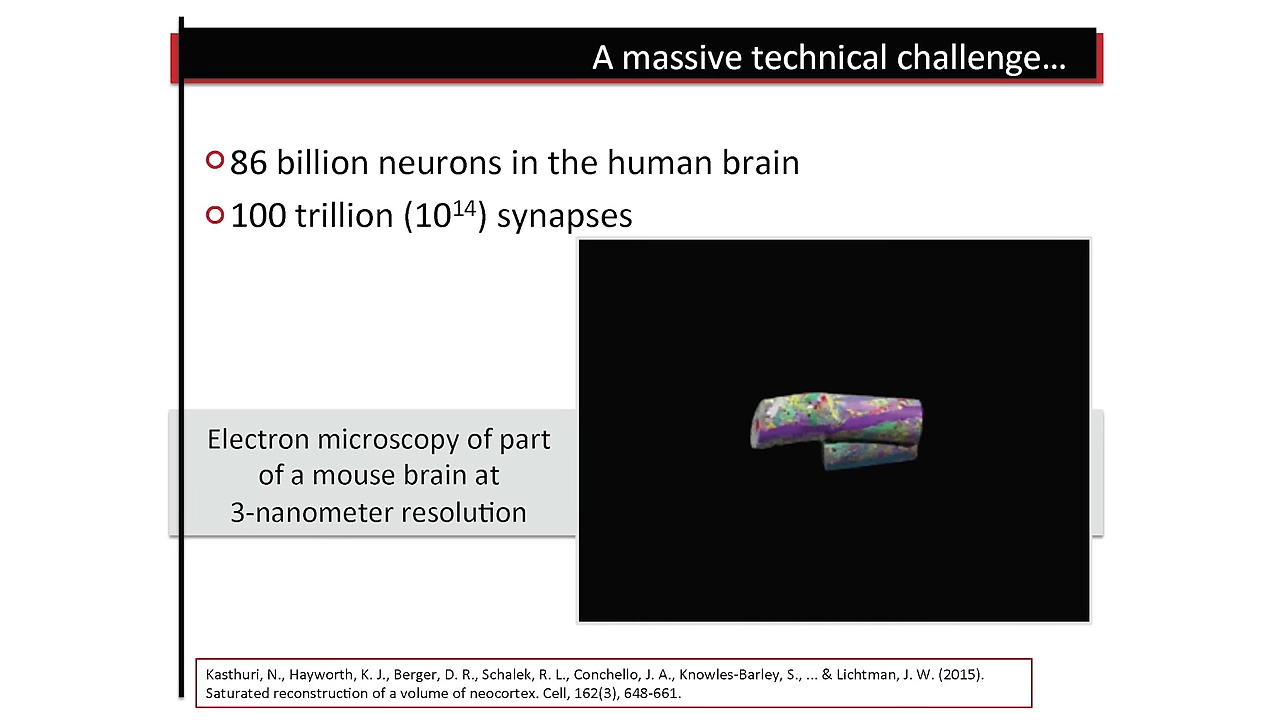 A massive technical challenge...
86 billion neurons in the human brain
100 trillion (10¹⁴) synapses
Electron microscopy of part
of a mouse brain at
3-nanometer resolution
Kasthuri, N., Hayworth, K. J., Berger, D. R., Schalek, R. L., Conchello, J. A., Knowles-Barley, S., ... & Lichtman, J. W. (2015).
Saturated reconstruction of a volume of neocortex. Cell, 162(3), 648-661.